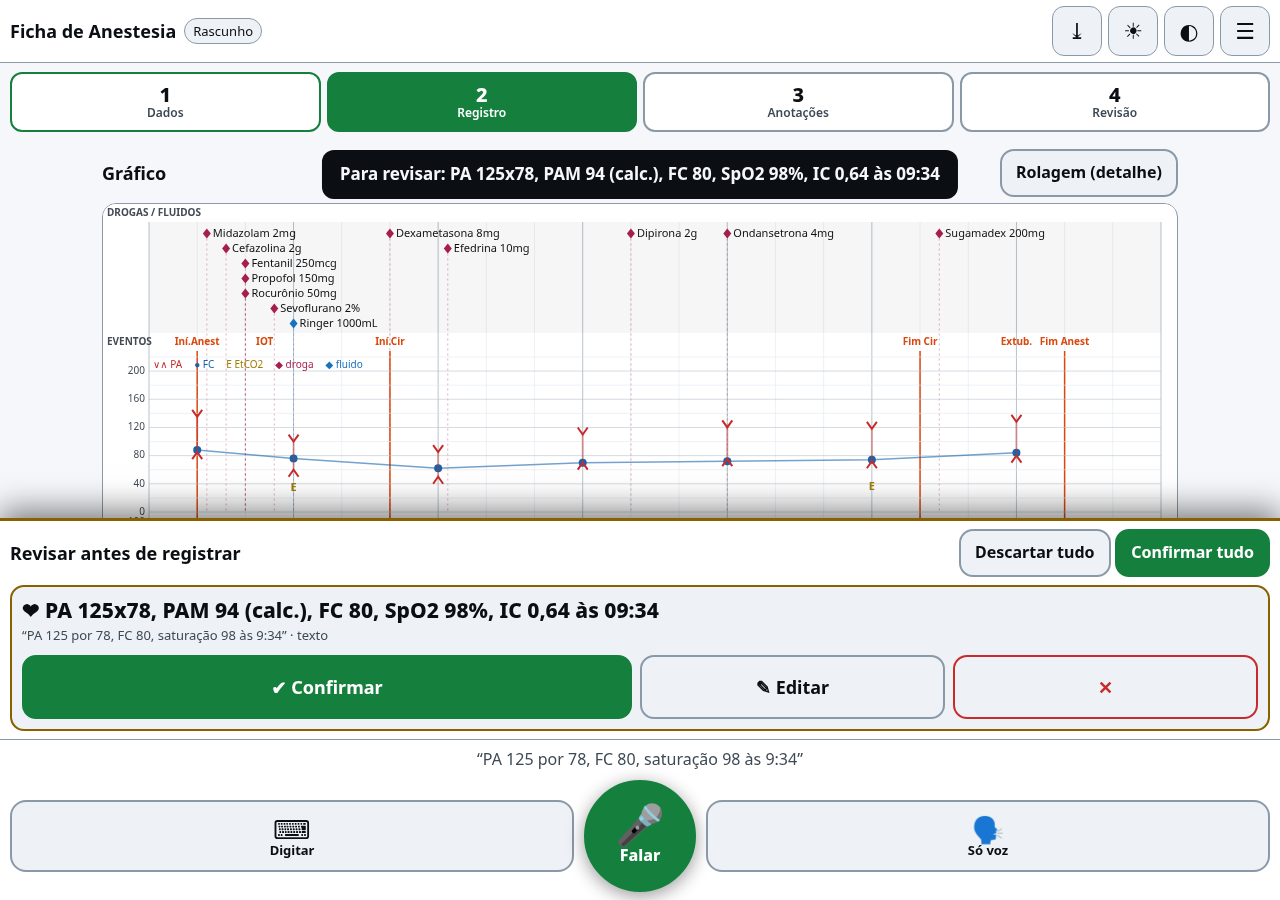 Ficha de Anestesia Rascunho ⤓ ☀ ◐ ☰
1 2 3 4
Dados Registro Anotações Revisão
Gráfico
Para revisar: PA 125x78, PAM 94 (calc.), FC 80, SpO2 98%, IC 0,64 às 09:34
Rolagem (detalhe)
DROGAS / FLUIDOS
Midazolam 2mg Dexametasona 8mg Dipirona 2g Ondansetrona 4mg Sugamadex 200mg
Cefazolina 2g Efedrina 10mg
Fentanil 250mcg
Propofol 150mg
Rocurônio 50mg
Sevoflurano 2%
Ringer 1000mL
EVENTOS Iní.Anest IOT Iní.Cir Fim Cir Extub. Fim Anest
∨∧ PA ● FC E EtCO2 ◆ droga ◆ fluido
200
160
120
80
40
E E
0
Revisar antes de registrar
Descartar tudo
Confirmar tudo
❤ PA 125x78, PAM 94 (calc.), FC 80, SpO2 98%, IC 0,64 às 09:34
“PA 125 por 78, FC 80, saturação 98 às 9:34” · texto
✔ Confirmar
✎ Editar
✕
“PA 125 por 78, FC 80, saturação 98 às 9:34”
Digitar
Falar
Só voz